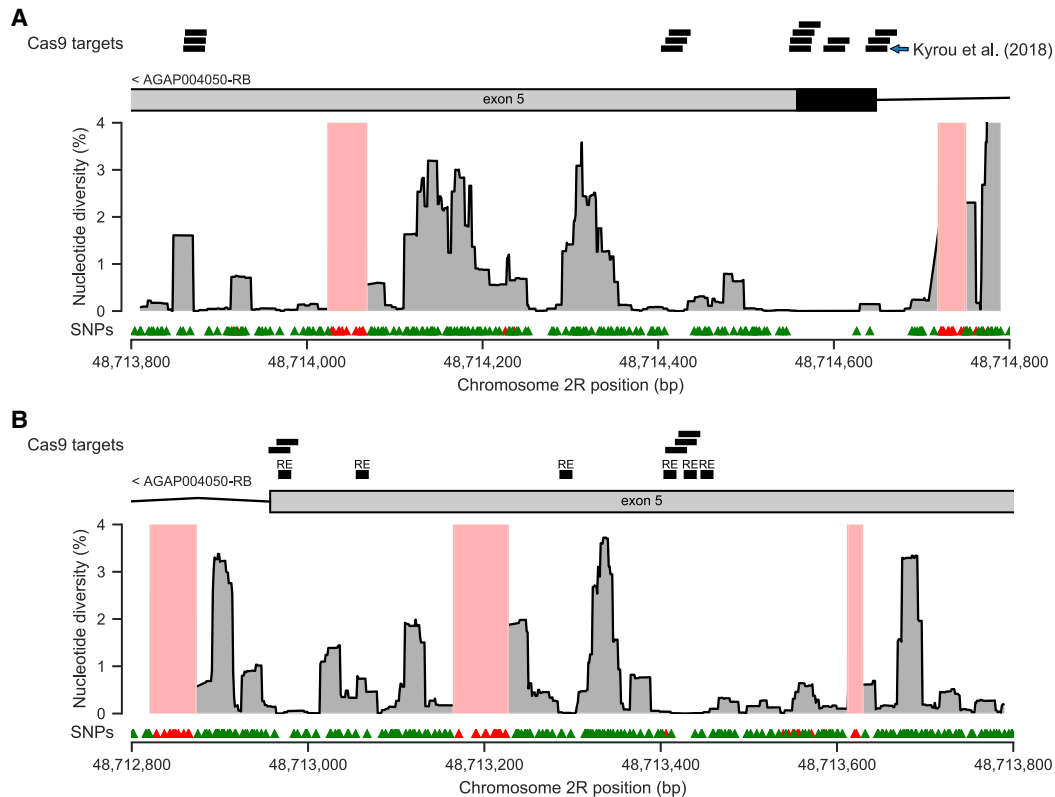 A
Cas9 targets
Kyrou et al. (2018)
< AGAP004050-RB
exon 5
Nucleotide diversity (%)
4
3
2
1
0
SNPs
48,713,800 48,714,000 48,714,200 48,714,400 48,714,600 48,714,800
Chromosome 2R position (bp)
B
Cas9 targets
RE RE RE RE RE RE
< AGAP004050-RB
exon 5
Nucleotide diversity (%)
4
3
2
1
0
SNPs
48,712,800 48,713,000 48,713,200 48,713,400 48,713,600 48,713,800
Chromosome 2R position (bp)